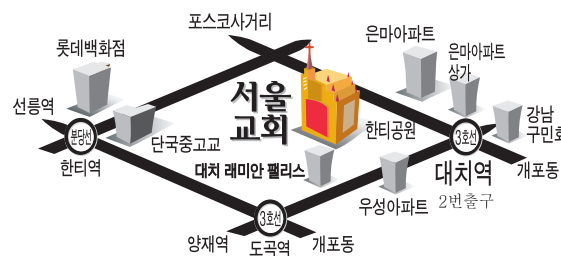 포스코사거리
은마아파트
롯데백화점
은마아파트
상가
서울
교회
선릉역
강남
구민회
분당선
단국중고교
한티공원
3호선
한티역
대치 래미안 팰리스
대치역
개포동
2번출구
우성아파트
3호선
양재역
도곡역
개포동